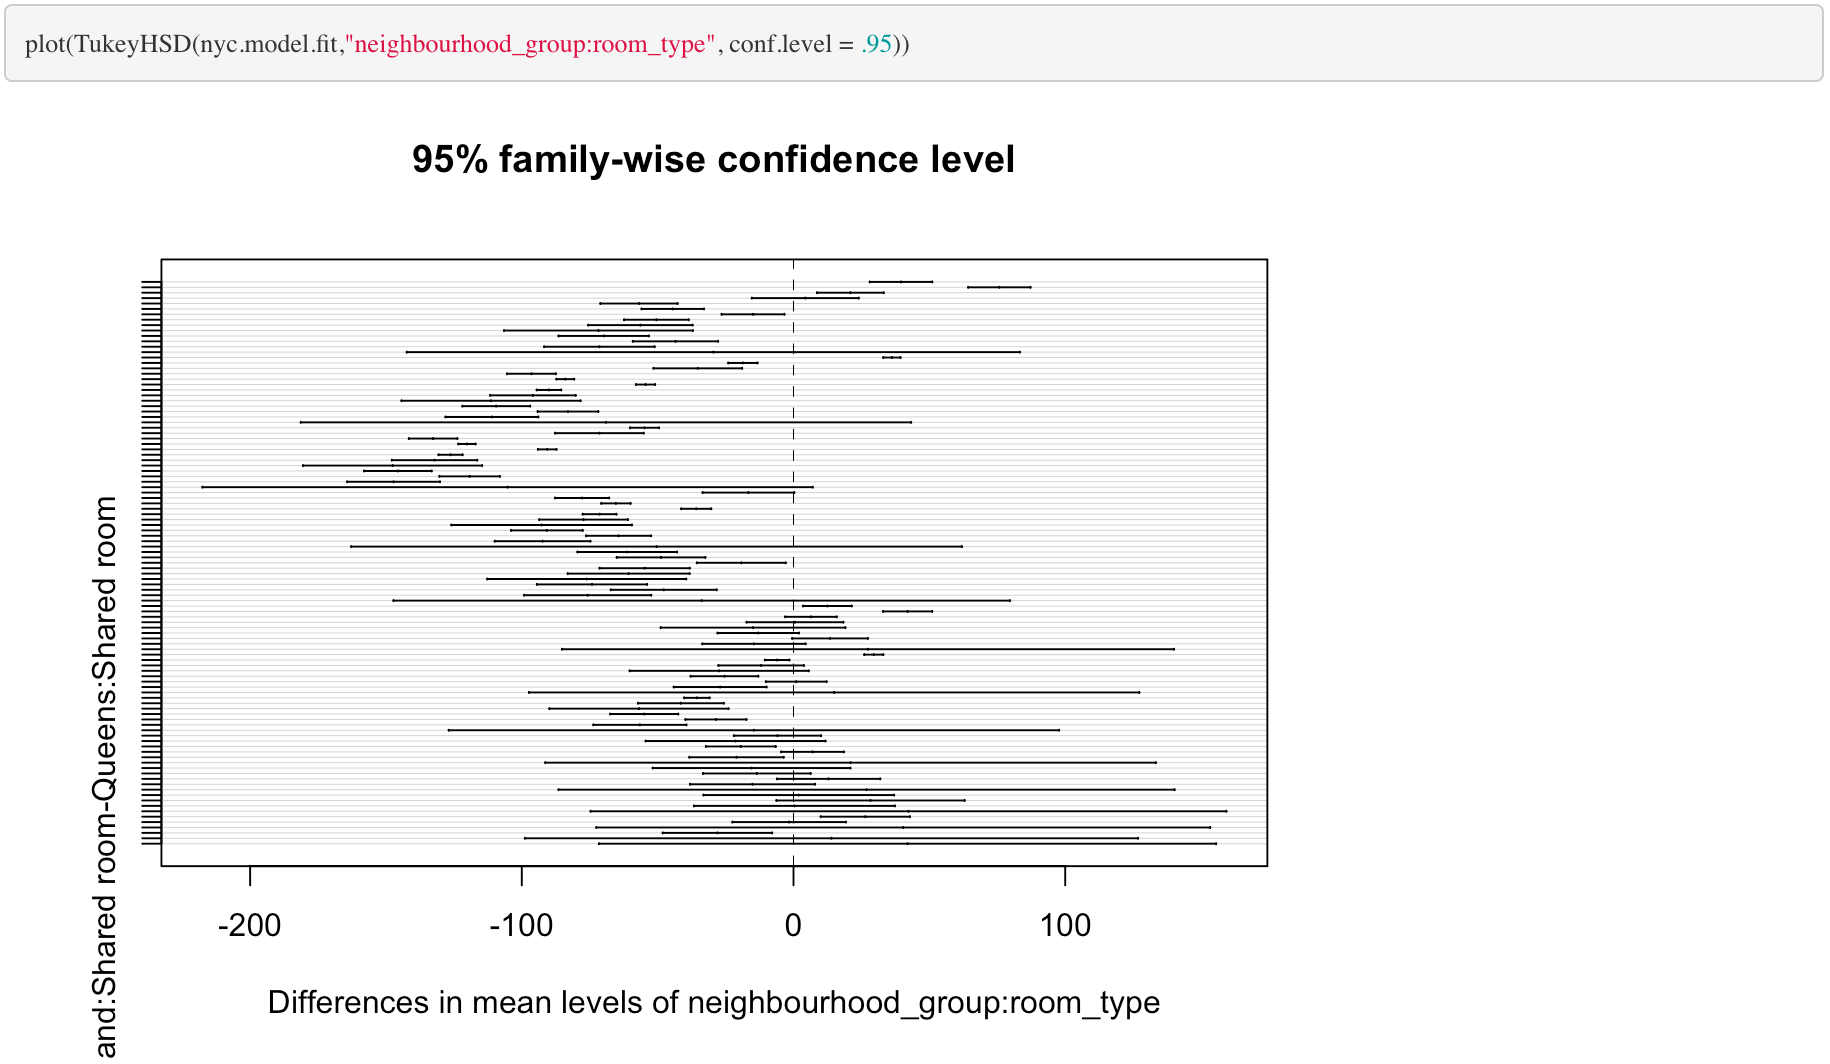 plot(TukeyHSD(nyc.model.fit,"neighbourhood_group:room_type", conf.level = .95))
95% family-wise confidence level
and:Shared room-Queens:Shared room
-200 -100 0 100
Differences in mean levels of neighbourhood_group:room_type